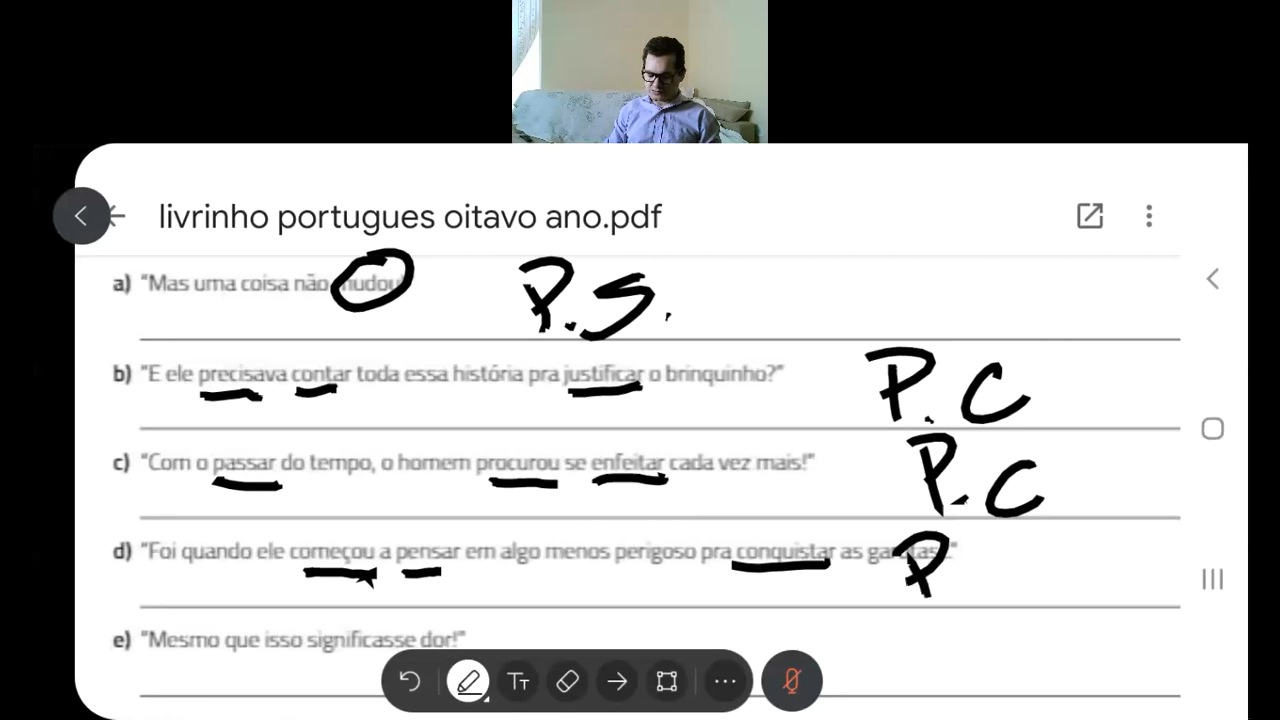 livrinho portugues oitavo ano.pdf
a) "Mas uma coisa não P.S.
b) "E ele precisava contar toda essa história pra justificar o brinquinho?" P.C
c) "Com o passar do tempo, o homem procurou se enfeitar cada vez mais!" P.C
d) "Foi quando ele começou a pensar em algo menos perigoso pra conquistar as P
e) "Mesmo que isso significasse dor!"
TT